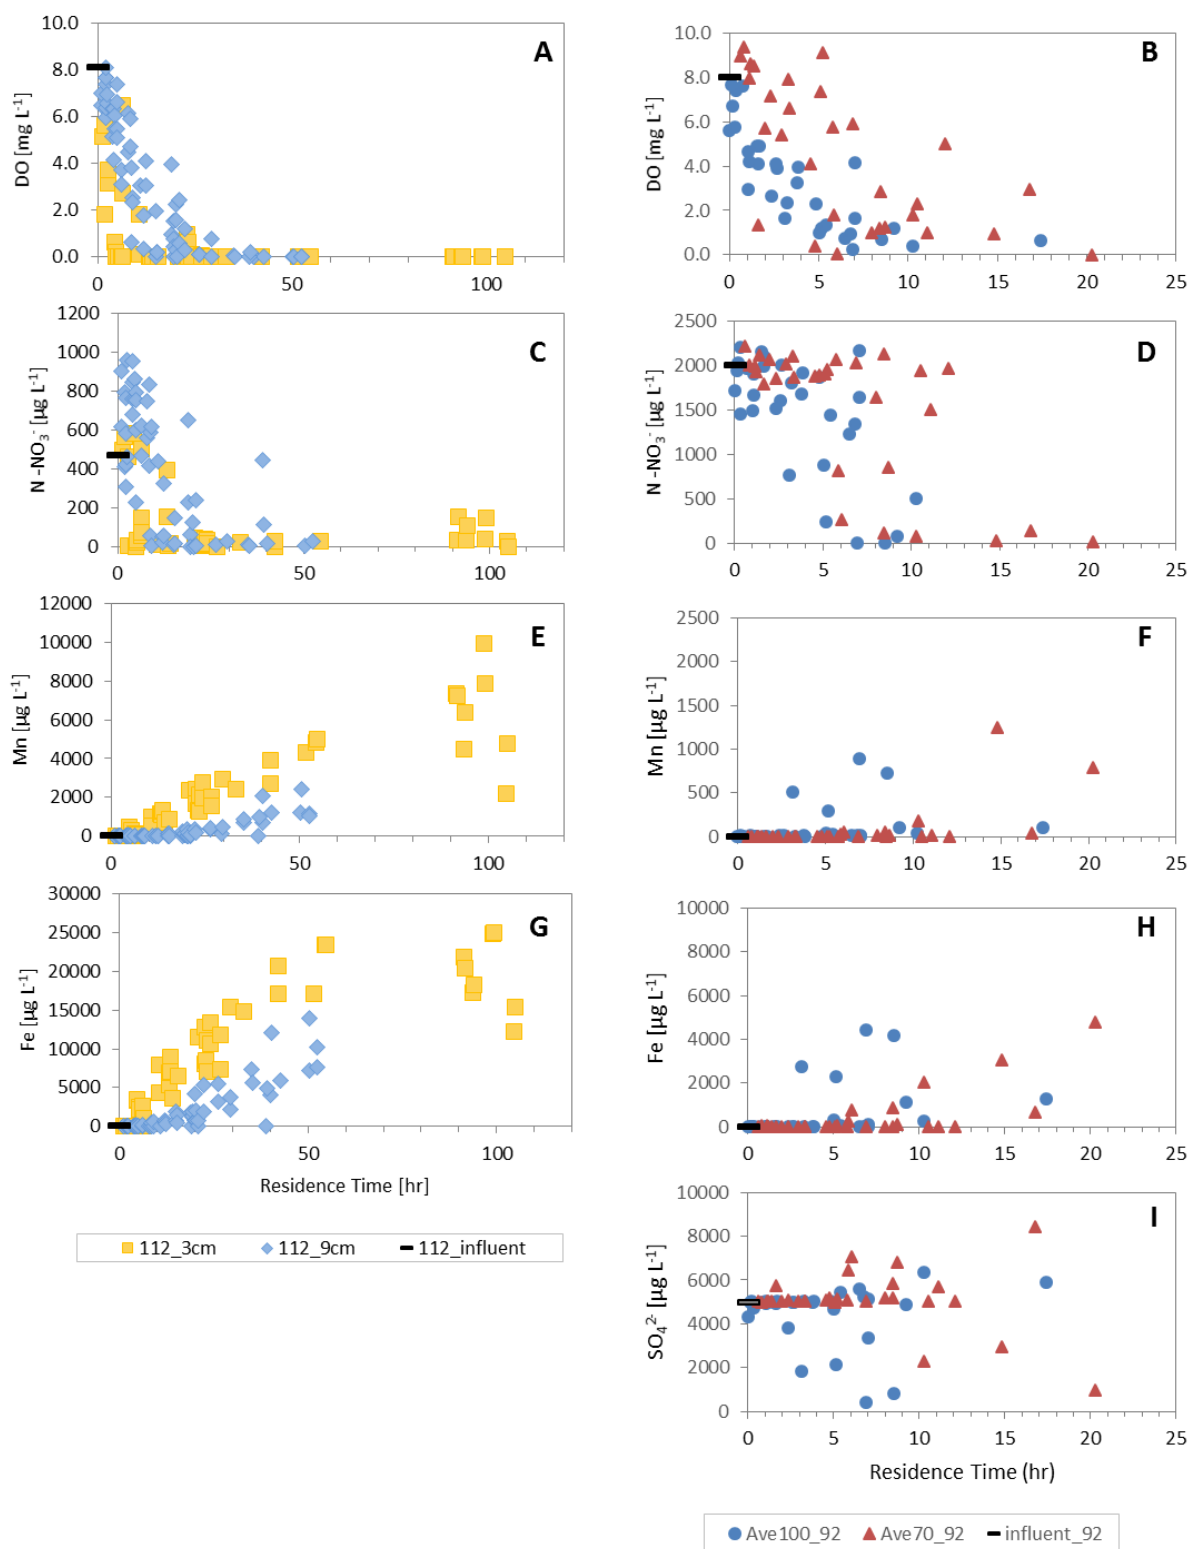 A
DO [mg L-1]
10.0
8.0
6.0
4.0
2.0
0.0
0 50 100
B
DO [mg L-1]
10.0
8.0
6.0
4.0
2.0
0.0
0 5 10 15 20 25
C
N -NO3- [µg L-1]
1200
1000
800
600
400
200
0
0 50 100
D
N -NO3- [µg L-1]
2500
2000
1500
1000
500
0
0 5 10 15 20 25
E
Mn [µg L-1]
12000
10000
8000
6000
4000
2000
0
0 50 100
F
Mn [µg L-1]
2500
2000
1500
1000
500
0
0 5 10 15 20 25
G
Fe [µg L-1]
30000
25000
20000
15000
10000
5000
0
0 50 100
Residence Time [hr]
112_3cm 112_9cm 112_influent
H
Fe [µg L-1]
10000
8000
6000
4000
2000
0
0 5 10 15 20 25
I
SO42- [µg L-1]
10000
8000
6000
4000
2000
0
0 5 10 15 20 25
Residence Time (hr)
Ave100_92 Ave70_92 influent_92